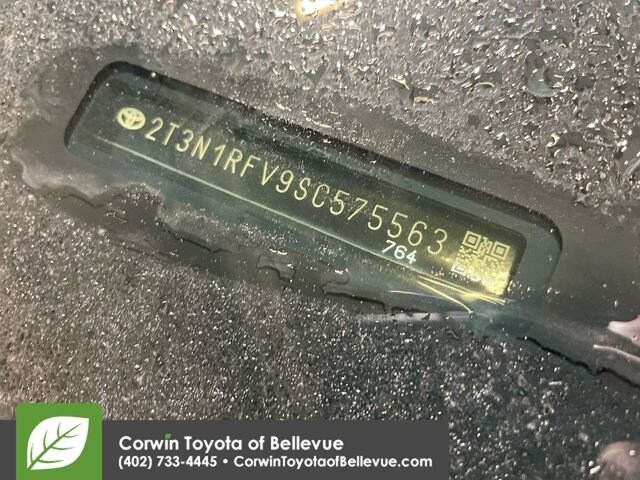 2T3N1RFV9SC575563
764
Corwin Toyota of Bellevue
(402) 733-4445 • CorwinToyotaofBellevue.com